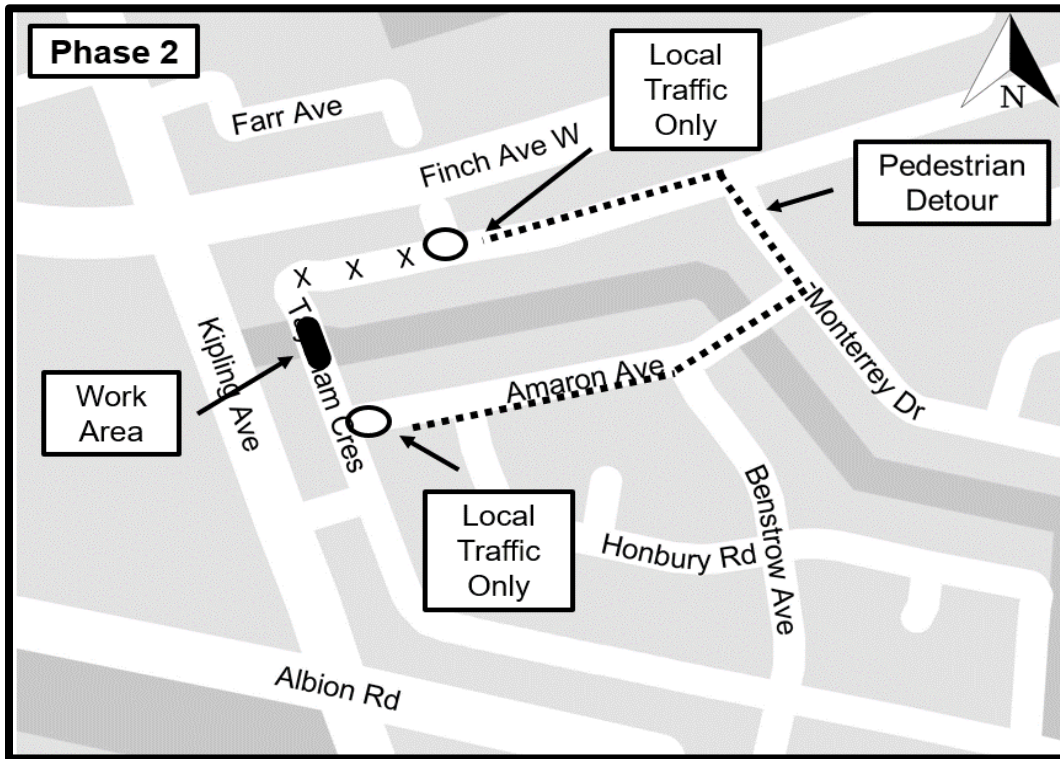 Phase 2
Local
Traffic
Only
N
Farr Ave
Finch Ave W
Pedestrian
Detour
X X X
Kipling Ave
Cres
Monterrey Dr
Work
Area
Amaron Ave
Local
Traffic
Only
Honbury Rd
Benstrow Ave
Albion Rd